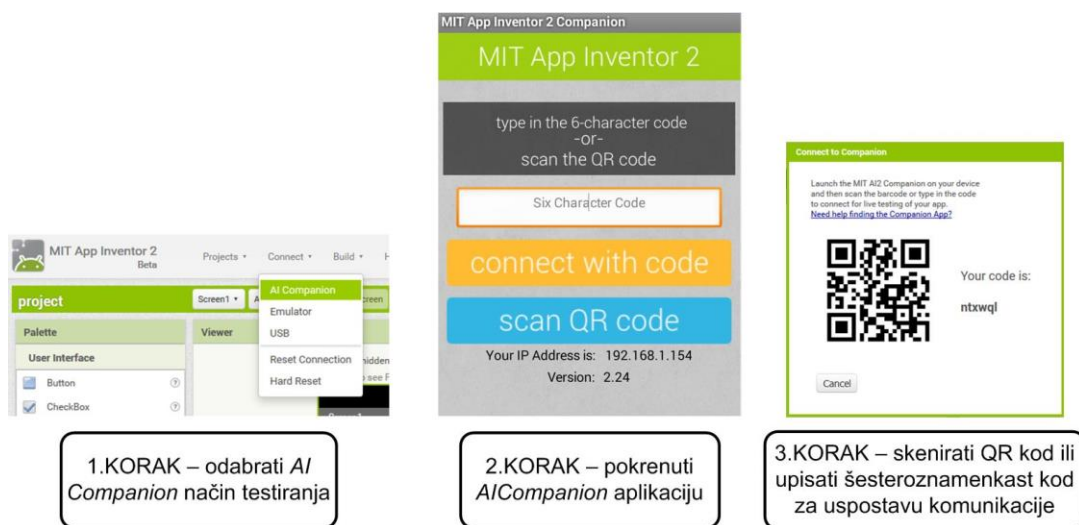 MIT App Inventor 2
Beta
Projects
Connect
Build
project
Screen1
AI Companion
Emulator
USB
Reset Connection
Hard Reset
Palette
Viewer
User Interface
Button
CheckBox
1.KORAK – odabrati AI
Companion način testiranja
MIT App Inventor 2 Companion
MIT App Inventor 2
type in the 6-character code
-or-
scan the QR code
Six Character Code
connect with code
scan QR code
Your IP Address is: 192.168.1.154
Version: 2.24
2.KORAK – pokrenuti
AICompanion aplikaciju
Connect to Companion
Launch the MIT AI2 Companion on your device
and then scan the barcode or type in the code
to connect for live testing of your app.
Need help finding the Companion App?
Your code is:
ntxwql
Cancel
3.KORAK – skenirati QR kod ili
upisati šesteroznamenkast kod
za uspostavu komunikacije